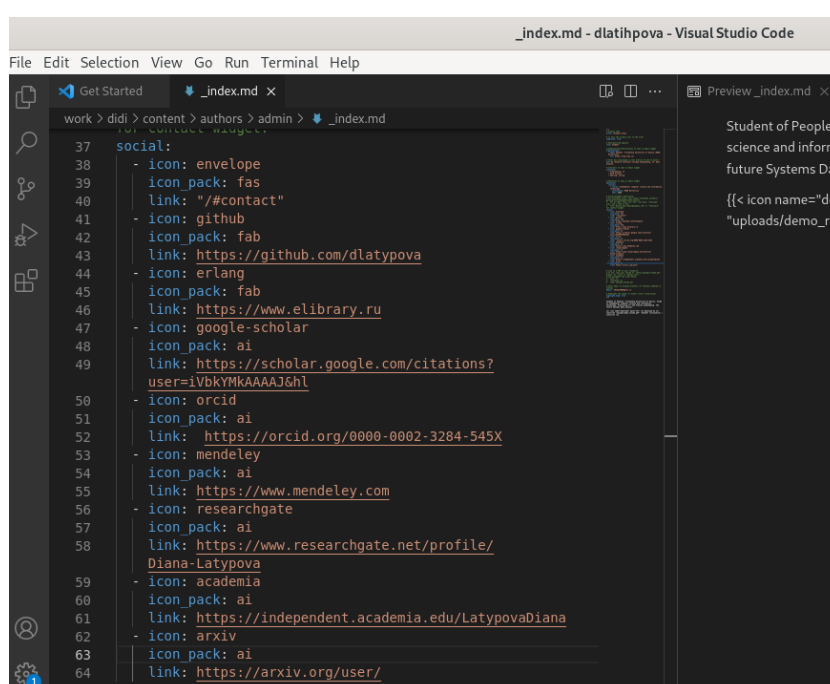 _index.md - dlatihpova - Visual Studio Code
File Edit Selection View Go Run Terminal Help
Get Started
_index.md ×
Preview _index.md ×
work > didi > content > authors > admin > _index.md
for contact widget.
37 social:
38 - icon: envelope
39 icon_pack: fas
40 link: "/#contact"
41 - icon: github
42 icon_pack: fab
43 link: https://github.com/dlatypova
44 - icon: erlang
45 icon_pack: fab
46 link: https://www.elibrary.ru
47 - icon: google-scholar
48 icon_pack: ai
49 link: https://scholar.google.com/citations?
user=iVbkYMkAAAAJ&hl
50 - icon: orcid
51 icon_pack: ai
52 link:  https://orcid.org/0000-0002-3284-545X
53 - icon: mendeley
54 icon_pack: ai
55 link: https://www.mendeley.com
56 - icon: researchgate
57 icon_pack: ai
58 link: https://www.researchgate.net/profile/
Diana-Latypova
59 - icon: academia
60 icon_pack: ai
61 link: https://independent.academia.edu/LatypovaDiana
62 - icon: arxiv
63 icon_pack: ai
64 link: https://arxiv.org/user/
1
Student of People
science and inforr
future Systems Da
{{< icon name="do
"uploads/demo_r